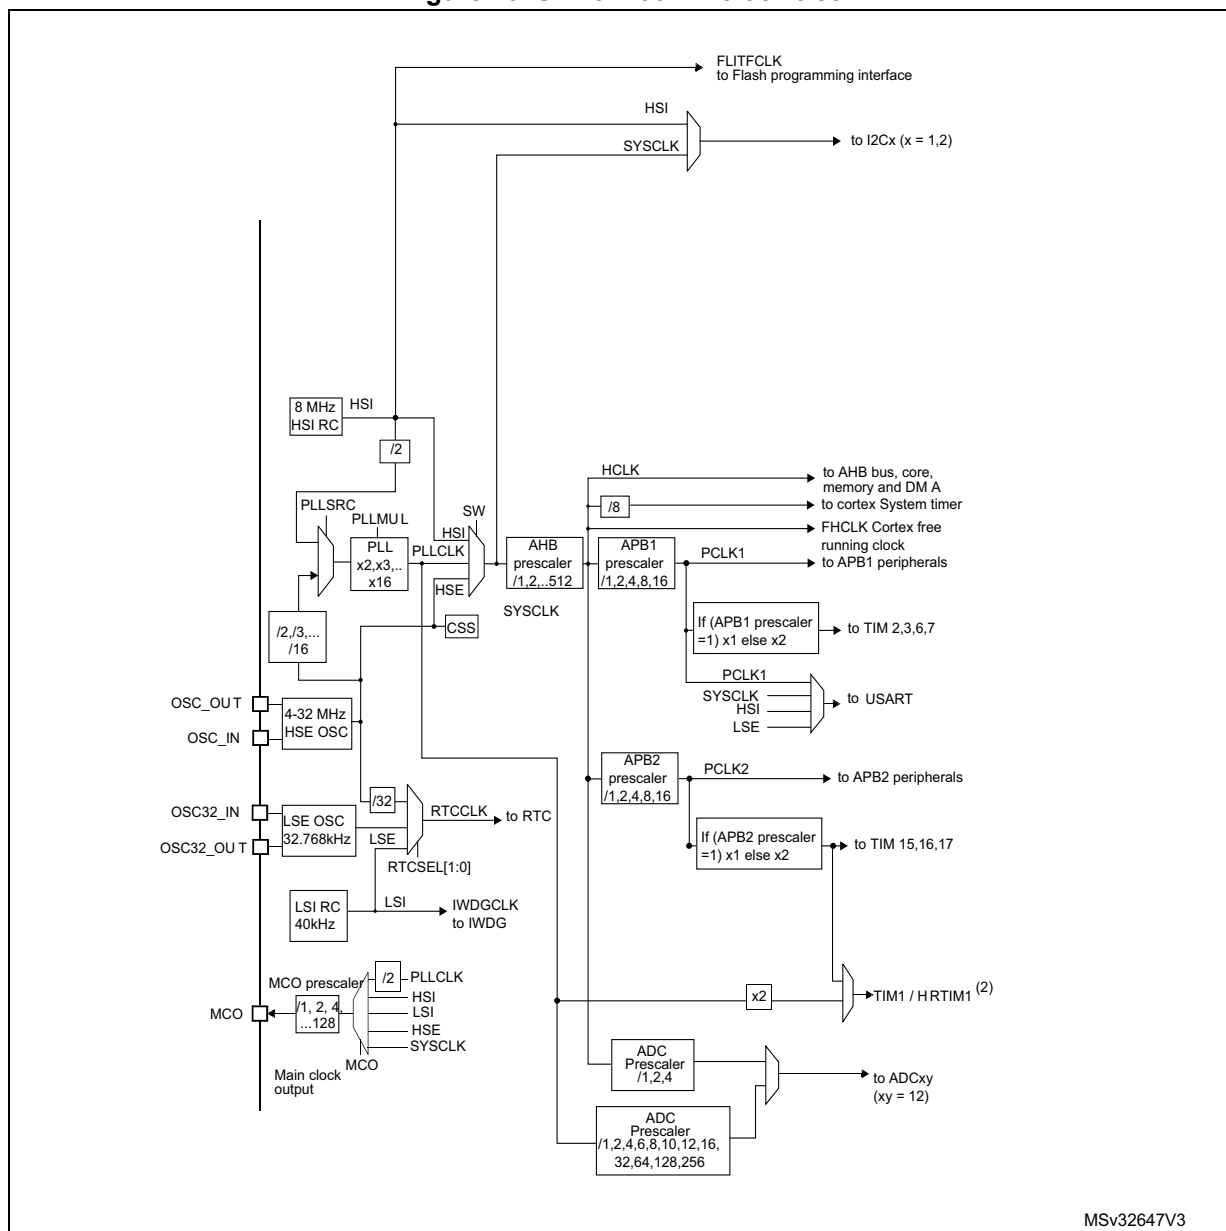 FLITFCLK
to Flash programming interface
HSI
SYSCLK
to I2Cx (x = 1,2)
8 MHz
HSI RC
HSI
/2
PLLSRC
PLLMUL
PLL
x2,x3,..
x16
PLLCLK
HSI
SW
HSE
AHB
prescaler
/1,2,..512
SYSCLK
CSS
/2,/3,...
/16
HCLK
to AHB bus, core,
memory and DM A
/8
to cortex System timer
FHCLK Cortex free
running clock
APB1
prescaler
/1,2,4,8,16
PCLK1
to APB1 peripherals
If (APB1 prescaler
=1) x1 else x2
to TIM 2,3,6,7
PCLK1
SYSCLK
HSI
LSE
to USART
OSC_OUT
OSC_IN
4-32 MHz
HSE OSC
APB2
prescaler
/1,2,4,8,16
PCLK2
to APB2 peripherals
If (APB2 prescaler
=1) x1 else x2
to TIM 15,16,17
OSC32_IN
OSC32_OUT
LSE OSC
32.768kHz
/32
LSE
RTCCLK
to RTC
RTCSEL[1:0]
LSI RC
40kHz
LSI
IWDGCLK
to IWDG
MCO prescaler
/1, 2, 4,
...128
MCO
/2
PLLCLK
HSI
LSI
HSE
SYSCLK
MCO
Main clock
output
x2
TIM1 / HRTIM1 (2)
ADC
Prescaler
/1,2,4
to ADCxy
(xy = 12)
ADC
Prescaler
/1,2,4,6,8,10,12,16,
32,64,128,256
MSv32647V3